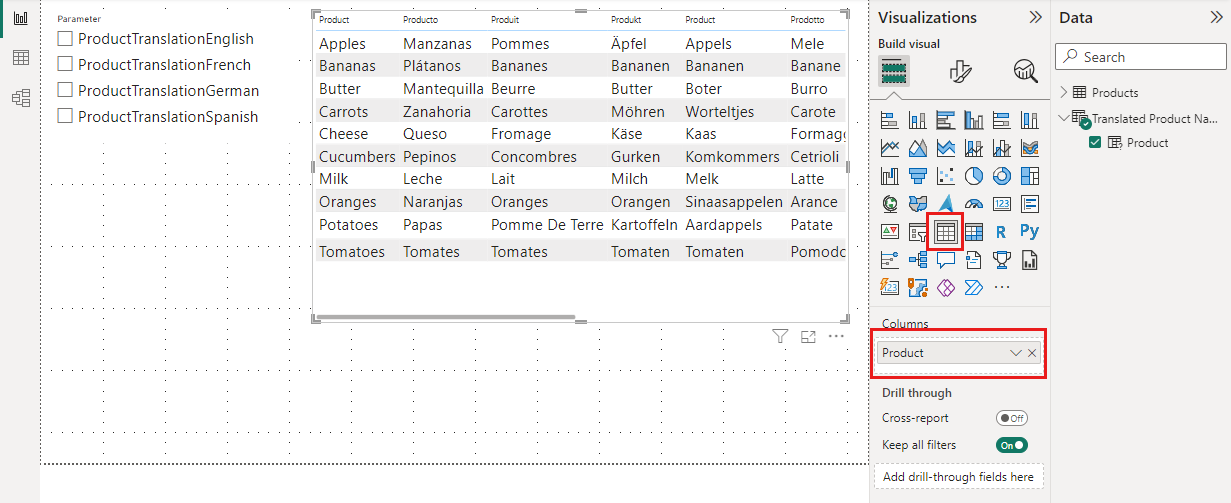 Parameter
ProductTranslationEnglish
ProductTranslationFrench
ProductTranslationGerman
ProductTranslationSpanish
Product Producto Produit Produkt Product Prodotto
Apples Manzanas Pommes Äpfel Appels Mele
Bananas Plátanos Bananes Bananen Bananen Banane
Butter Mantequilla Beurre Butter Boter Burro
Carrots Zanahoria Carottes Möhren Worteltjes Carote
Cheese Queso Fromage Käse Kaas Formagg
Cucumbers Pepinos Concombres Gurken Komkommers Cetrioli
Milk Leche Lait Milch Melk Latte
Oranges Naranjas Oranges Orangen Sinaasappelen Arance
Potatoes Papas Pomme De Terre Kartoffeln Aardappels Patate
Tomatoes Tomates Tomates Tomaten Tomaten Pomodo
Visualizations
Build visual
123
R Py
123
Columns
Product
Drill through
Cross-report Off
Keep all filters On
Add drill-through fields here
Data
Search
Products
Translated Product Na...
Product